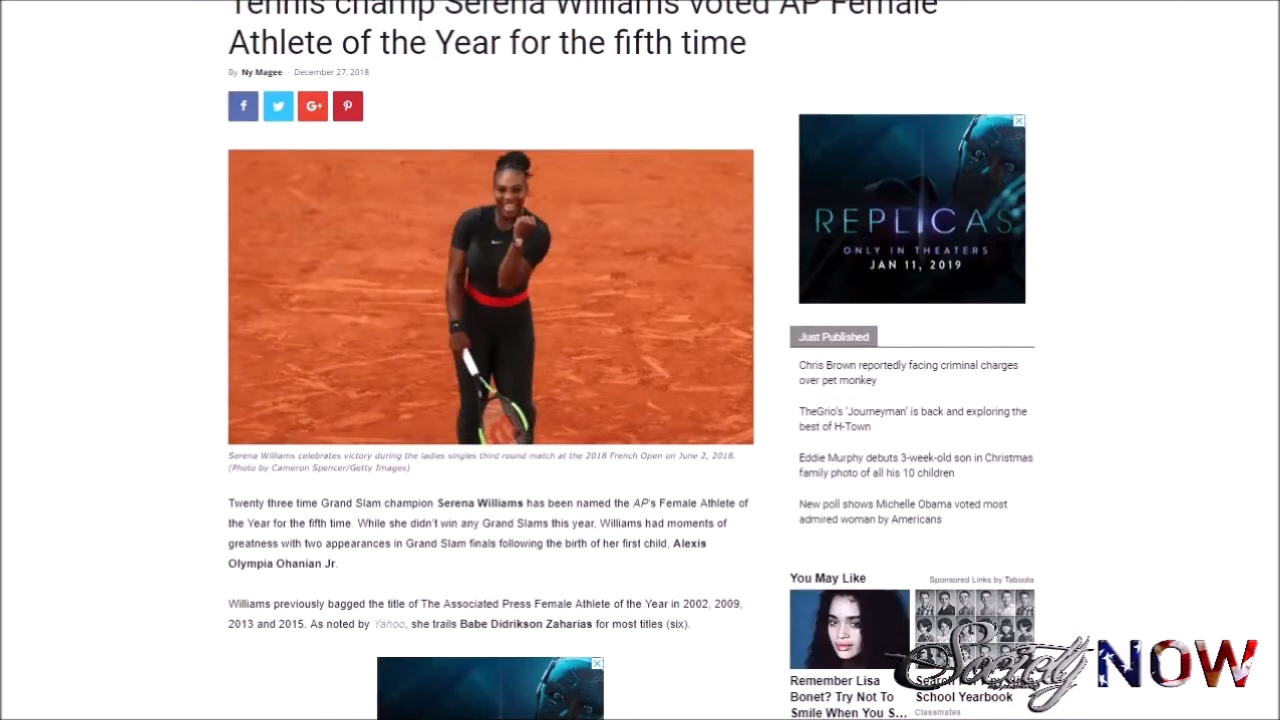 Tennis champ Serena Williams voted AP Female
Athlete of the Year for the fifth time
By Ny Magee - December 27, 2018
REPLICAS
ONLY IN THEATERS
JAN 11, 2019
Just Published
Chris Brown reportedly facing criminal charges
over pet monkey
TheGrio's 'Journeyman' is back and exploring the
best of H-Town
Eddie Murphy debuts 3-week-old son in Christmas
family photo of all his 10 children
New poll shows Michelle Obama voted most
admired woman by Americans
Serena Williams celebrates victory during the ladies singles third round match at the 2018 French Open on June 2, 2018.
(Photo by Cameron Spencer/Getty Images)
Twenty three time Grand Slam champion Serena Williams has been named the AP's Female Athlete of
the Year for the fifth time. While she didn't win any Grand Slams this year, Williams had moments of
greatness with two appearances in Grand Slam finals following the birth of her first child, Alexis
Olympia Ohanian Jr.
Williams previously bagged the title of The Associated Press Female Athlete of the Year in 2002, 2009,
2013 and 2015. As noted by Yahoo, she trails Babe Didrikson Zaharias for most titles (six).
You May Like
Sponsored Links by Taboola
Remember Lisa
Bonet? Try Not To
Smile When You S...
School Yearbook
Classmates
Society NOW